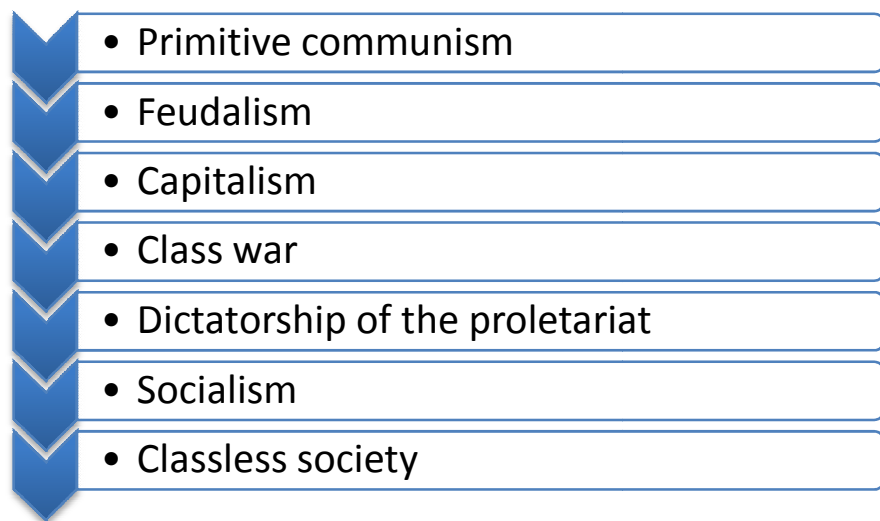 • Primitive communism
• Feudalism
• Capitalism
• Class war
• Dictatorship of the proletariat
• Socialism
• Classless society